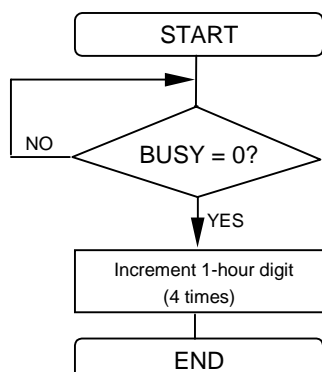 START
BUSY = 0?
NO
YES
Increment 1-hour digit
(4 times)
END